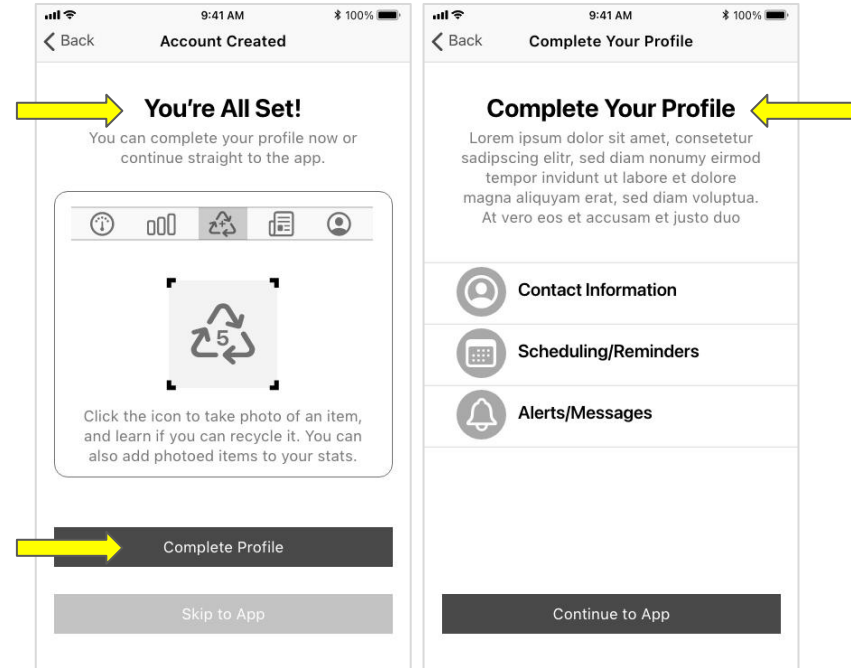 9:41 AM
100%
Back
Account Created
You're All Set!
You can complete your profile now or
continue straight to the app.
5
Click the icon to take photo of an item,
and learn if you can recycle it. You can
also add photoed items to your stats.
Complete Profile
Skip to App
9:41 AM
100%
Back
Complete Your Profile
Complete Your Profile
Lorem ipsum dolor sit amet, consetetur
sadipscing elitr, sed diam nonumy eirmod
tempor invidunt ut labore et dolore
magna aliquyam erat, sed diam voluptua.
At vero eos et accusam et justo duo
Contact Information
Scheduling/Reminders
Alerts/Messages
Continue to App